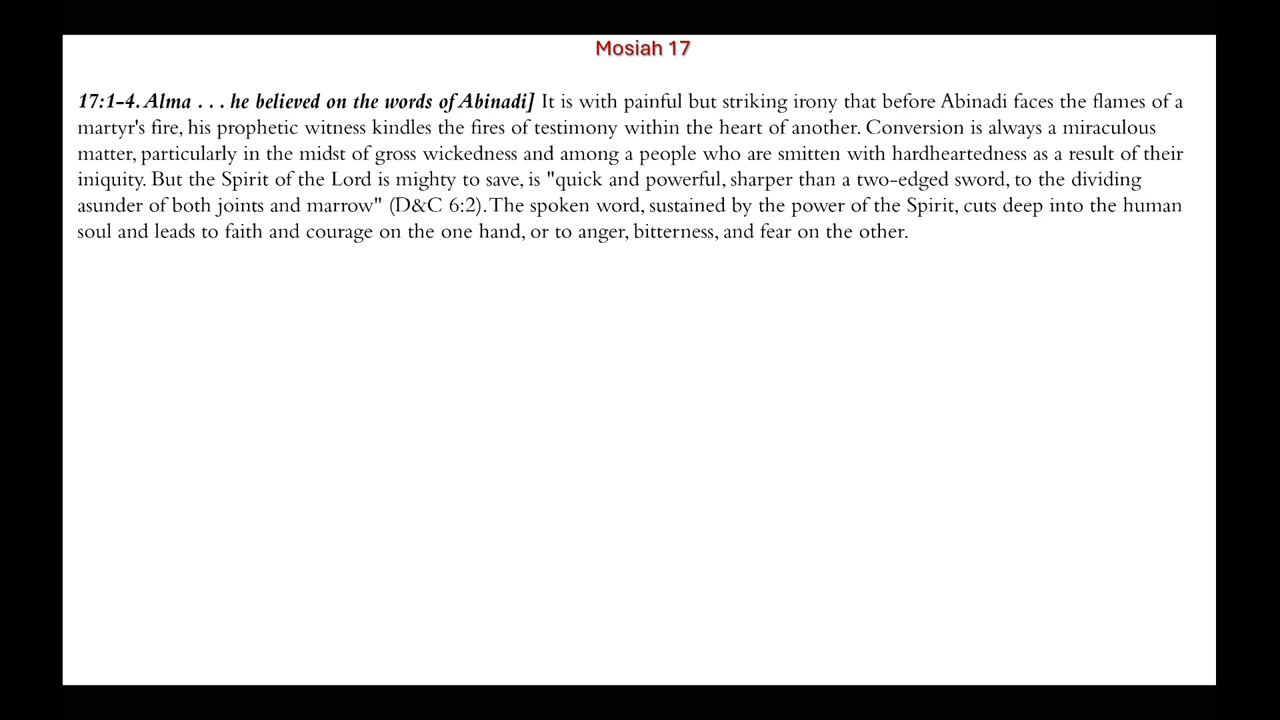 Mosiah 17
17:1-4. Alma . . . he believed on the words of Abinadi] It is with painful but striking irony that before Abinadi faces the flames of a
martyr's fire, his prophetic witness kindles the fires of testimony within the heart of another. Conversion is always a miraculous
matter, particularly in the midst of gross wickedness and among a people who are smitten with hardheartedness as a result of their
iniquity. But the Spirit of the Lord is mighty to save, is "quick and powerful, sharper than a two-edged sword, to the dividing
asunder of both joints and marrow" (D&C 6:2). The spoken word, sustained by the power of the Spirit, cuts deep into the human
soul and leads to faith and courage on the one hand, or to anger, bitterness, and fear on the other.